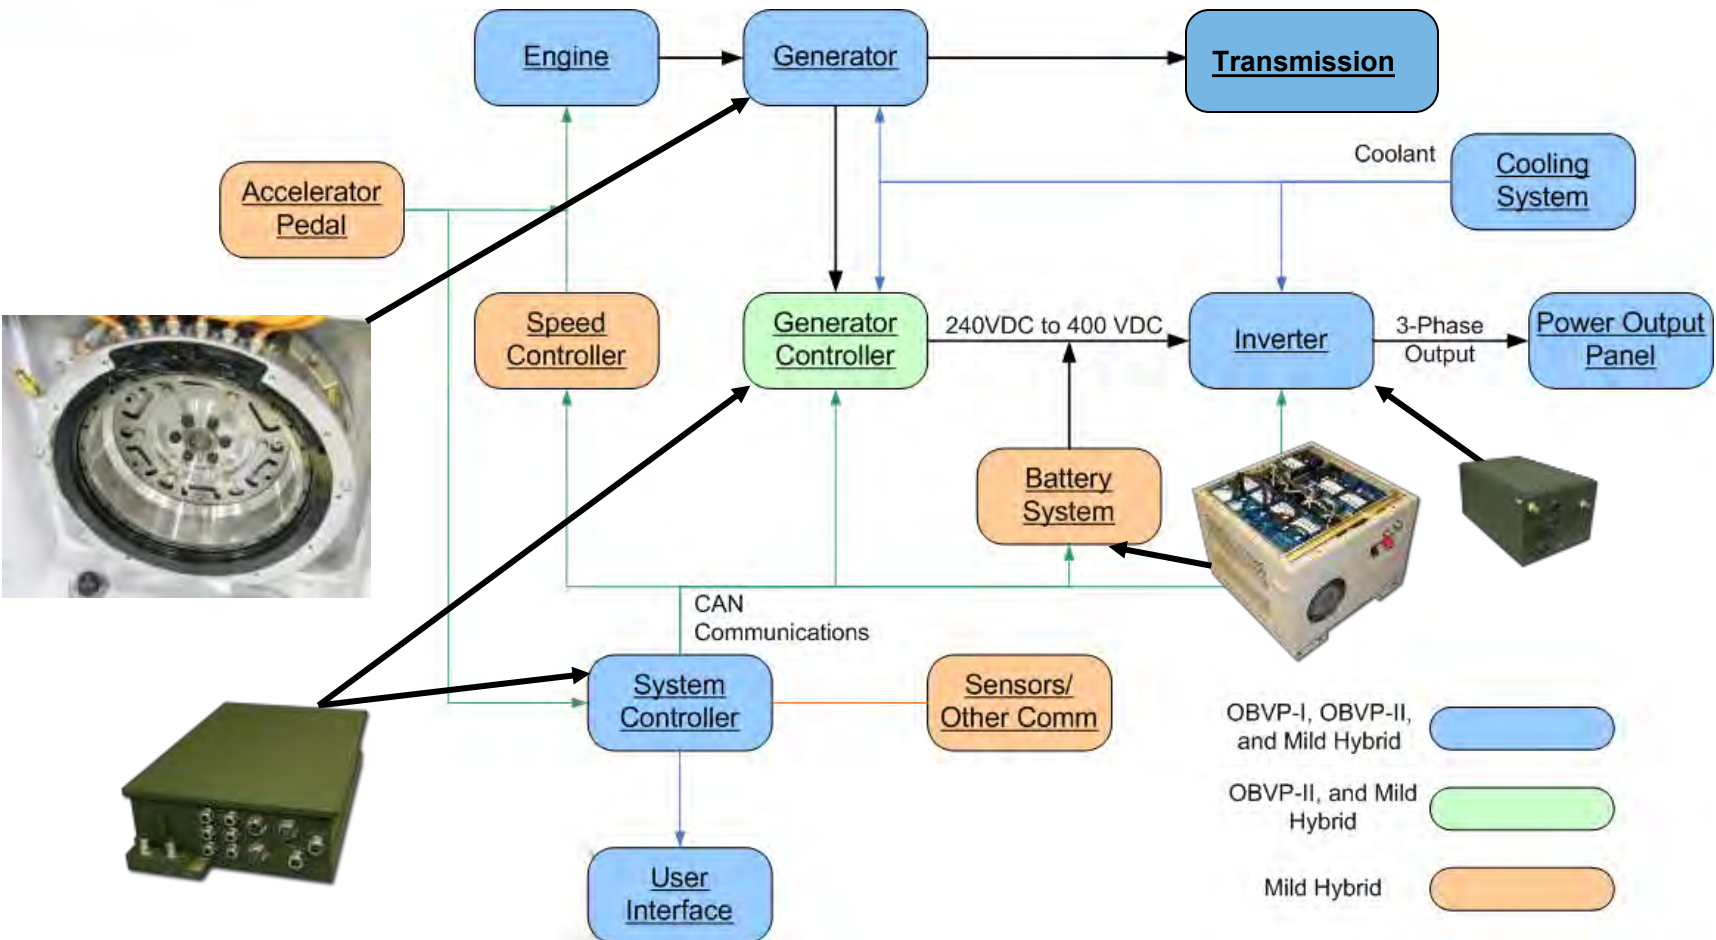 Engine
Generator
Transmission
Coolant
Cooling
System
Accelerator
Pedal
Speed
Controller
Generator
Controller
240VDC to 400 VDC
Inverter
3-Phase
Output
Power Output
Panel
Battery
System
CAN
Communications
System
Controller
Sensors/
Other Comm
User
Interface
OBVP-I, OBVP-II,
and Mild Hybrid
OBVP-II, and Mild
Hybrid
Mild Hybrid